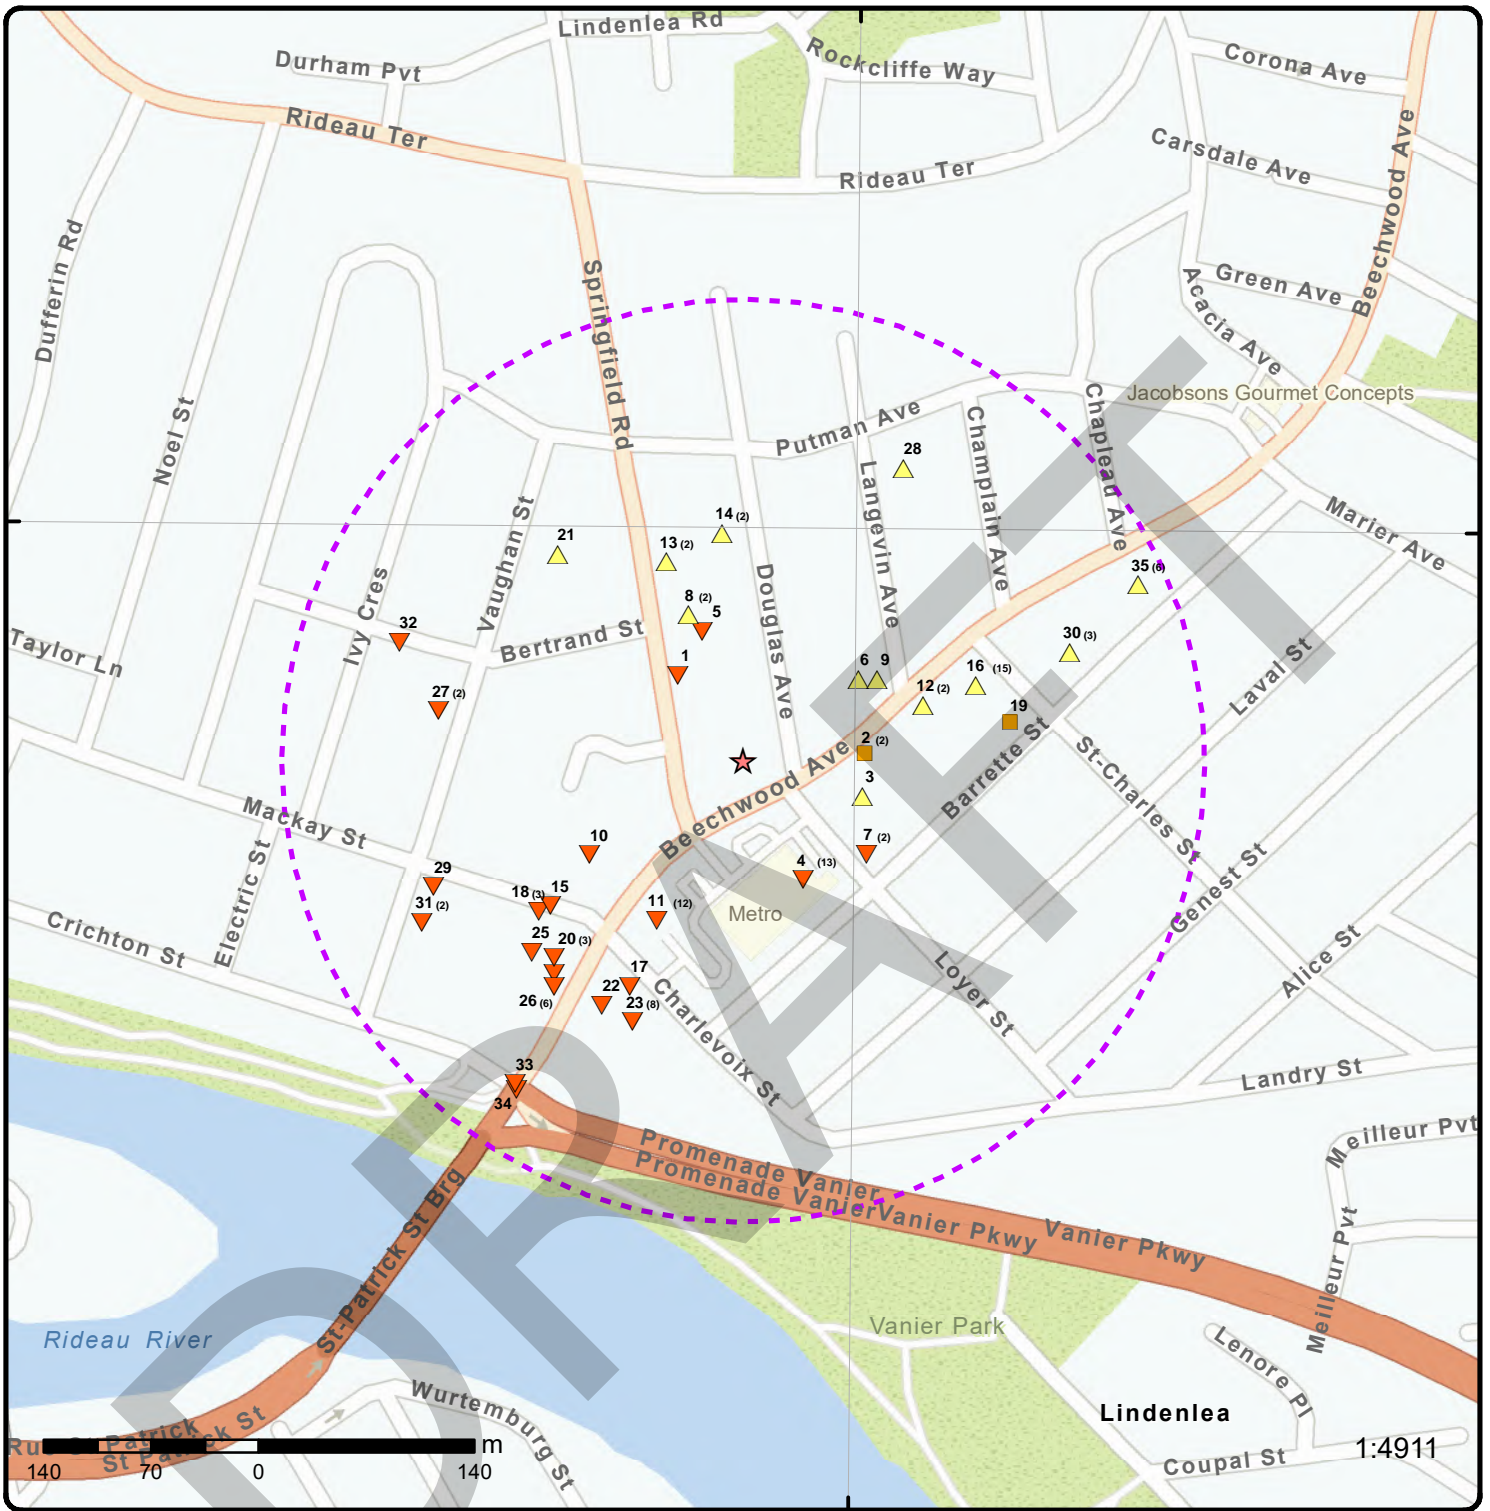 Lindenlea Rd
Rockcliffe Way
Corona Ave
Durham Pvt
Rideau Ter
Carsdale Ave
Beechwood Ave
Rideau Ter
Dufferin Rd
Springfield Rd
Green Ave
Acacia Ave
Jacobsons Gourmet Concepts
Noel St
Putman Ave
Champlain Ave
Chapleau Ave
28
Langevin Ave
Marier Ave
Vaughan St
14 (2)
21
13 (2)
35 (6)
Ivy Cres
Douglas Ave
8 (2)
5
32
Bertrand St
30 (3)
Taylor Ln
1
6
9
16 (15)
Laval St
27 (2)
12 (2)
19
2 (2)
Barrette St
St-Charles St
3
Mackay St
Beechwood Ave
10
7 (2)
4 (13)
Genest St
29
18 (3)
15
31 (2)
11 (12)
Metro
Electric St
Crichton St
25
20 (3)
Alice St
17
Loyer St
26 (6)
22
23 (8)
Charlevoix St
33
34
Landry St
Promenade Vanier
Promenade Vanier
Vanier Pkwy
Vanier Pkwy
Meilleur Pvt
Meilleur Pvt
St-Patrick St Brg
Rideau River
Vanier Park
Lenore Pl
Wurtemburg St
Lindenlea
Rue St-Patrick
St Patrick St
m
1:4911
140 70 0 140
Coupal St
DRAFT